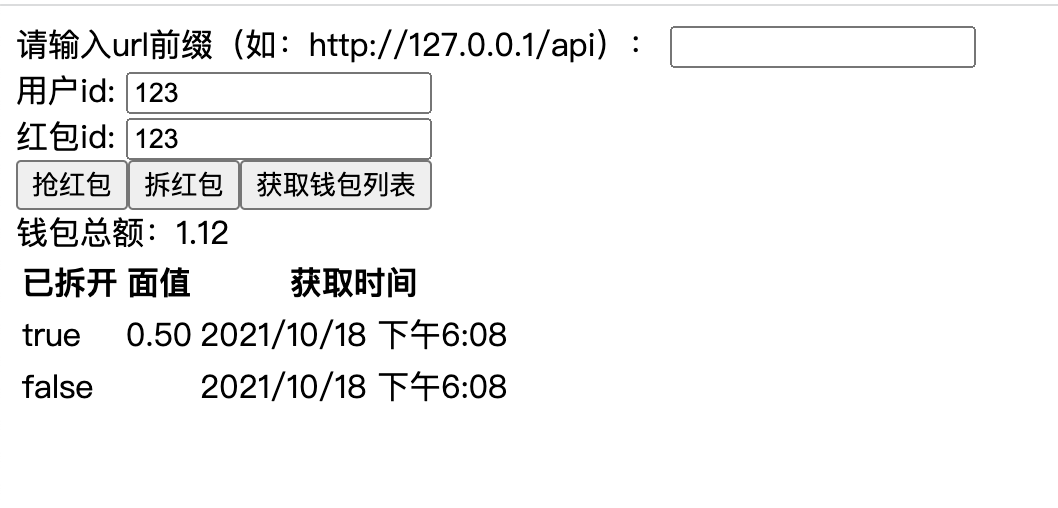 请输入url前缀（如：http://127.0.0.1/api）：
用户id: 123
红包id: 123
抢红包 拆红包 获取钱包列表
钱包总额：1.12
已拆开 面值 获取时间
true 0.50 2021/10/18 下午6:08
false 2021/10/18 下午6:08